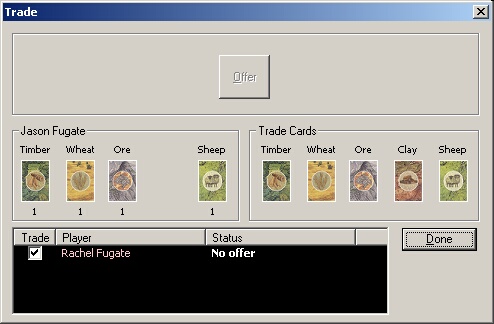 Trade
Offer
Jason Fugate
Timber Wheat Ore Sheep
1 1 1 1
Trade Cards
Timber Wheat Ore Clay Sheep
Trade Player Status
Rachel Fugate No offer
Done